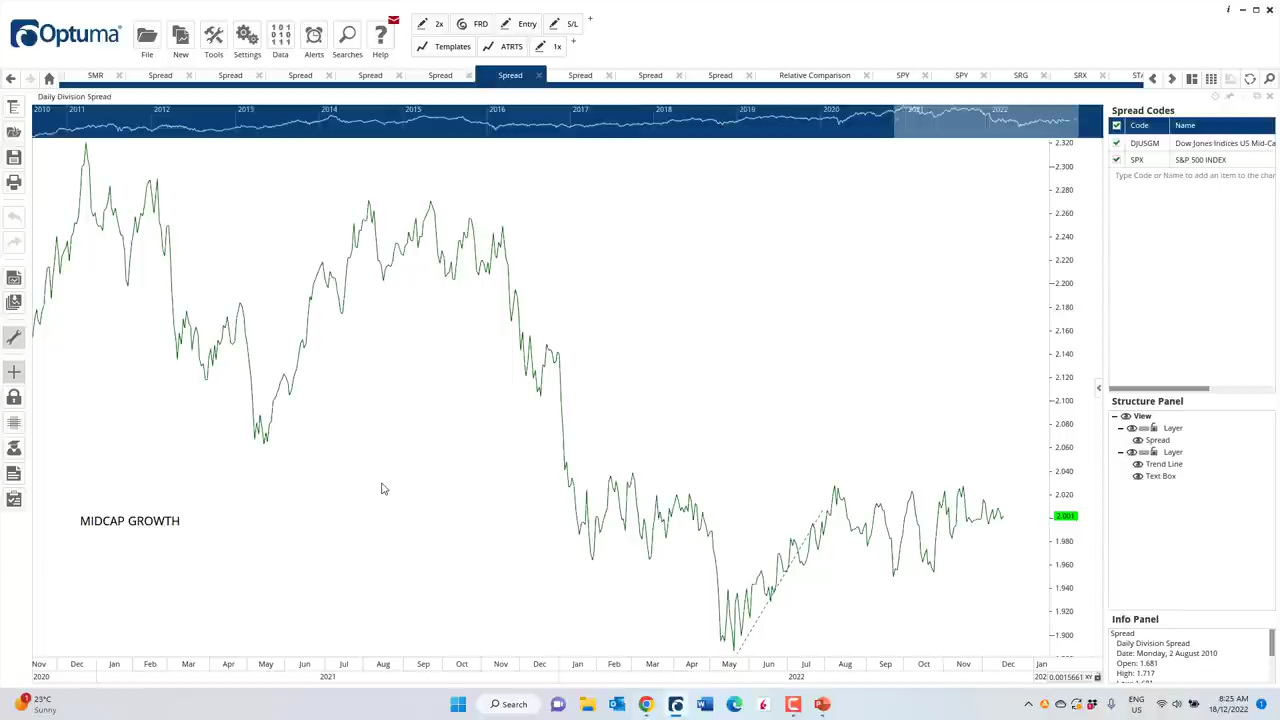 Optuma
File
New
Tools
Settings
Data
Alerts
Searches
Help
2x
FRD
Entry
S/L
Templates
ATRTS
1x
SMR
Spread
Spread
Spread
Spread
Spread
Spread
Spread
Spread
Spread
Relative Comparison
SPY
SPY
SRG
SRX
STA
Daily Division Spread
2010 2011 2012 2013 2014 2015 2016 2017 2018 2019 2020 2021 2022
2.320
2.300
2.280
2.260
2.240
2.220
2.200
2.180
2.160
2.140
2.120
2.100
2.080
2.060
2.040
2.020
2.001
1.980
1.960
1.940
1.920
1.900
MIDCAP GROWTH
Nov Dec Jan Feb Mar Apr May Jun Jul Aug Sep Oct Nov Dec Jan Feb Mar May Jun Jul Aug Sep Oct Nov Dec Jan
2020 2021 2022 202
0.0015661 XY
Spread Codes
Code Name
DJUSGM Dow Jones Indices US Mid-Ca
SPX S&P 500 INDEX
Type Code or Name to add an item to the char
Structure Panel
View
Layer
Spread
Layer
Trend Line
Text Box
Info Panel
Spread
Daily Division Spread
Date: Monday, 2 August 2010
Open: 1.681
High: 1.717
23°C
Sunny
Search
ENG
US
8:25 AM
18/12/2022